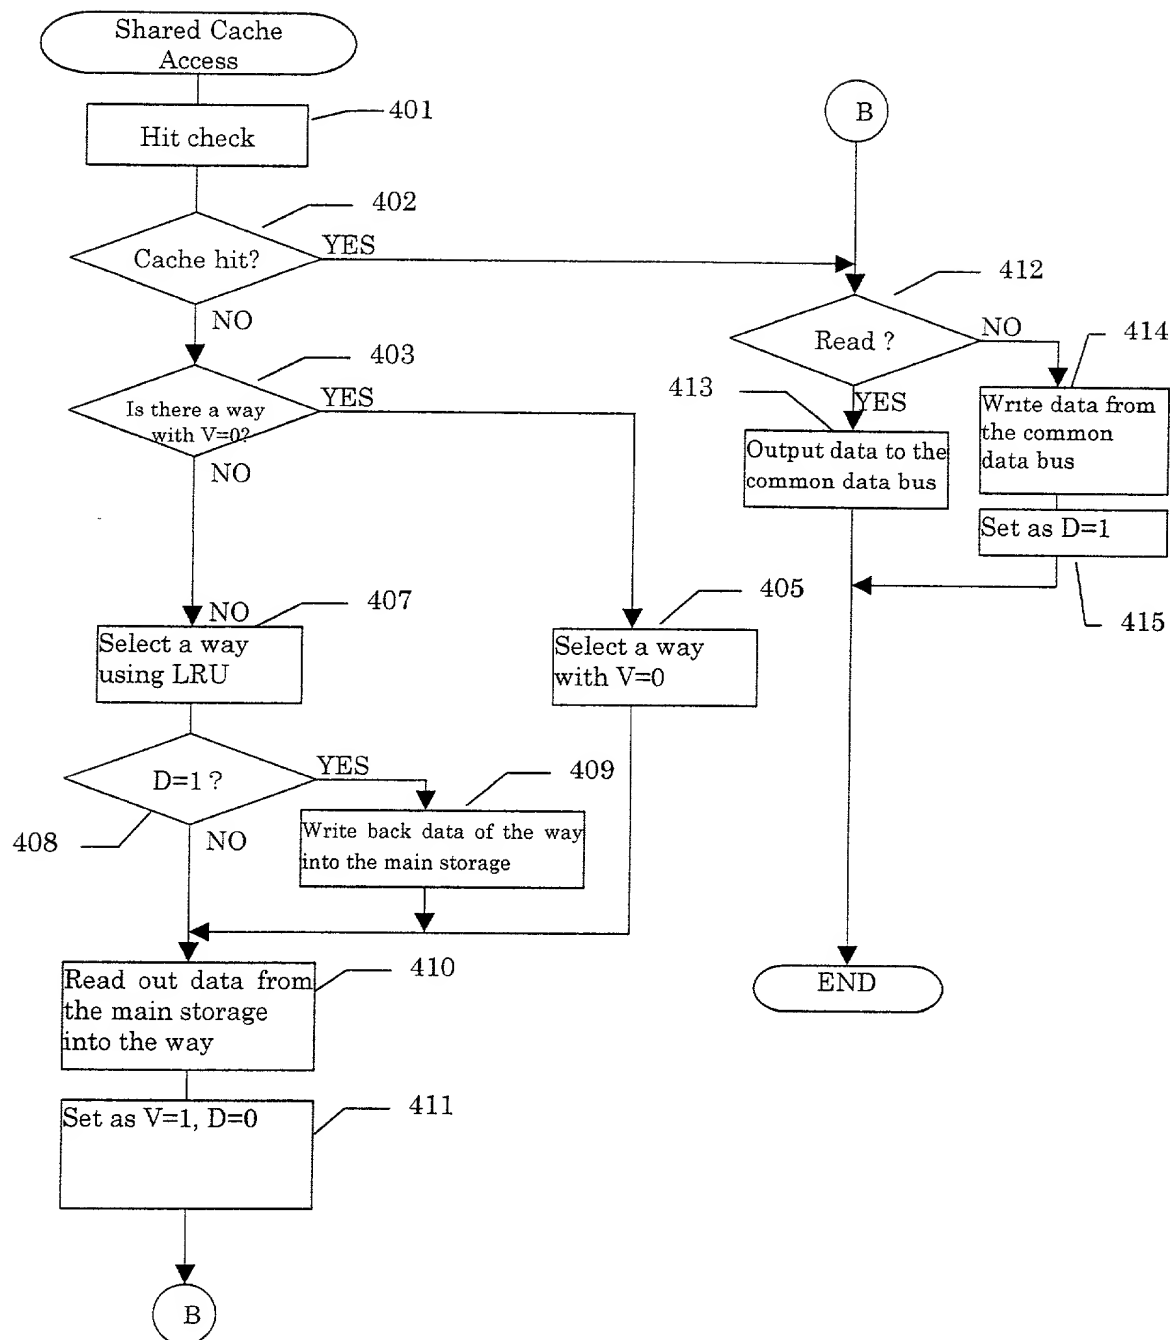 Shared Cache
Access
401
Hit check
B
402
Cache hit?
YES
412
NO
Read ?
NO
414
403
413
YES
Is there a way
with V=0?
YES
Write data from
the common
data bus
NO
Output data to the
common data bus
Set as D=1
407
405
415
NO
Select a way
using LRU
Select a way
with V=0
D=1 ?
YES
409
408
NO
Write back data of the way
into the main storage
410
Read out data from
the main storage
into the way
END
411
Set as V=1, D=0
B